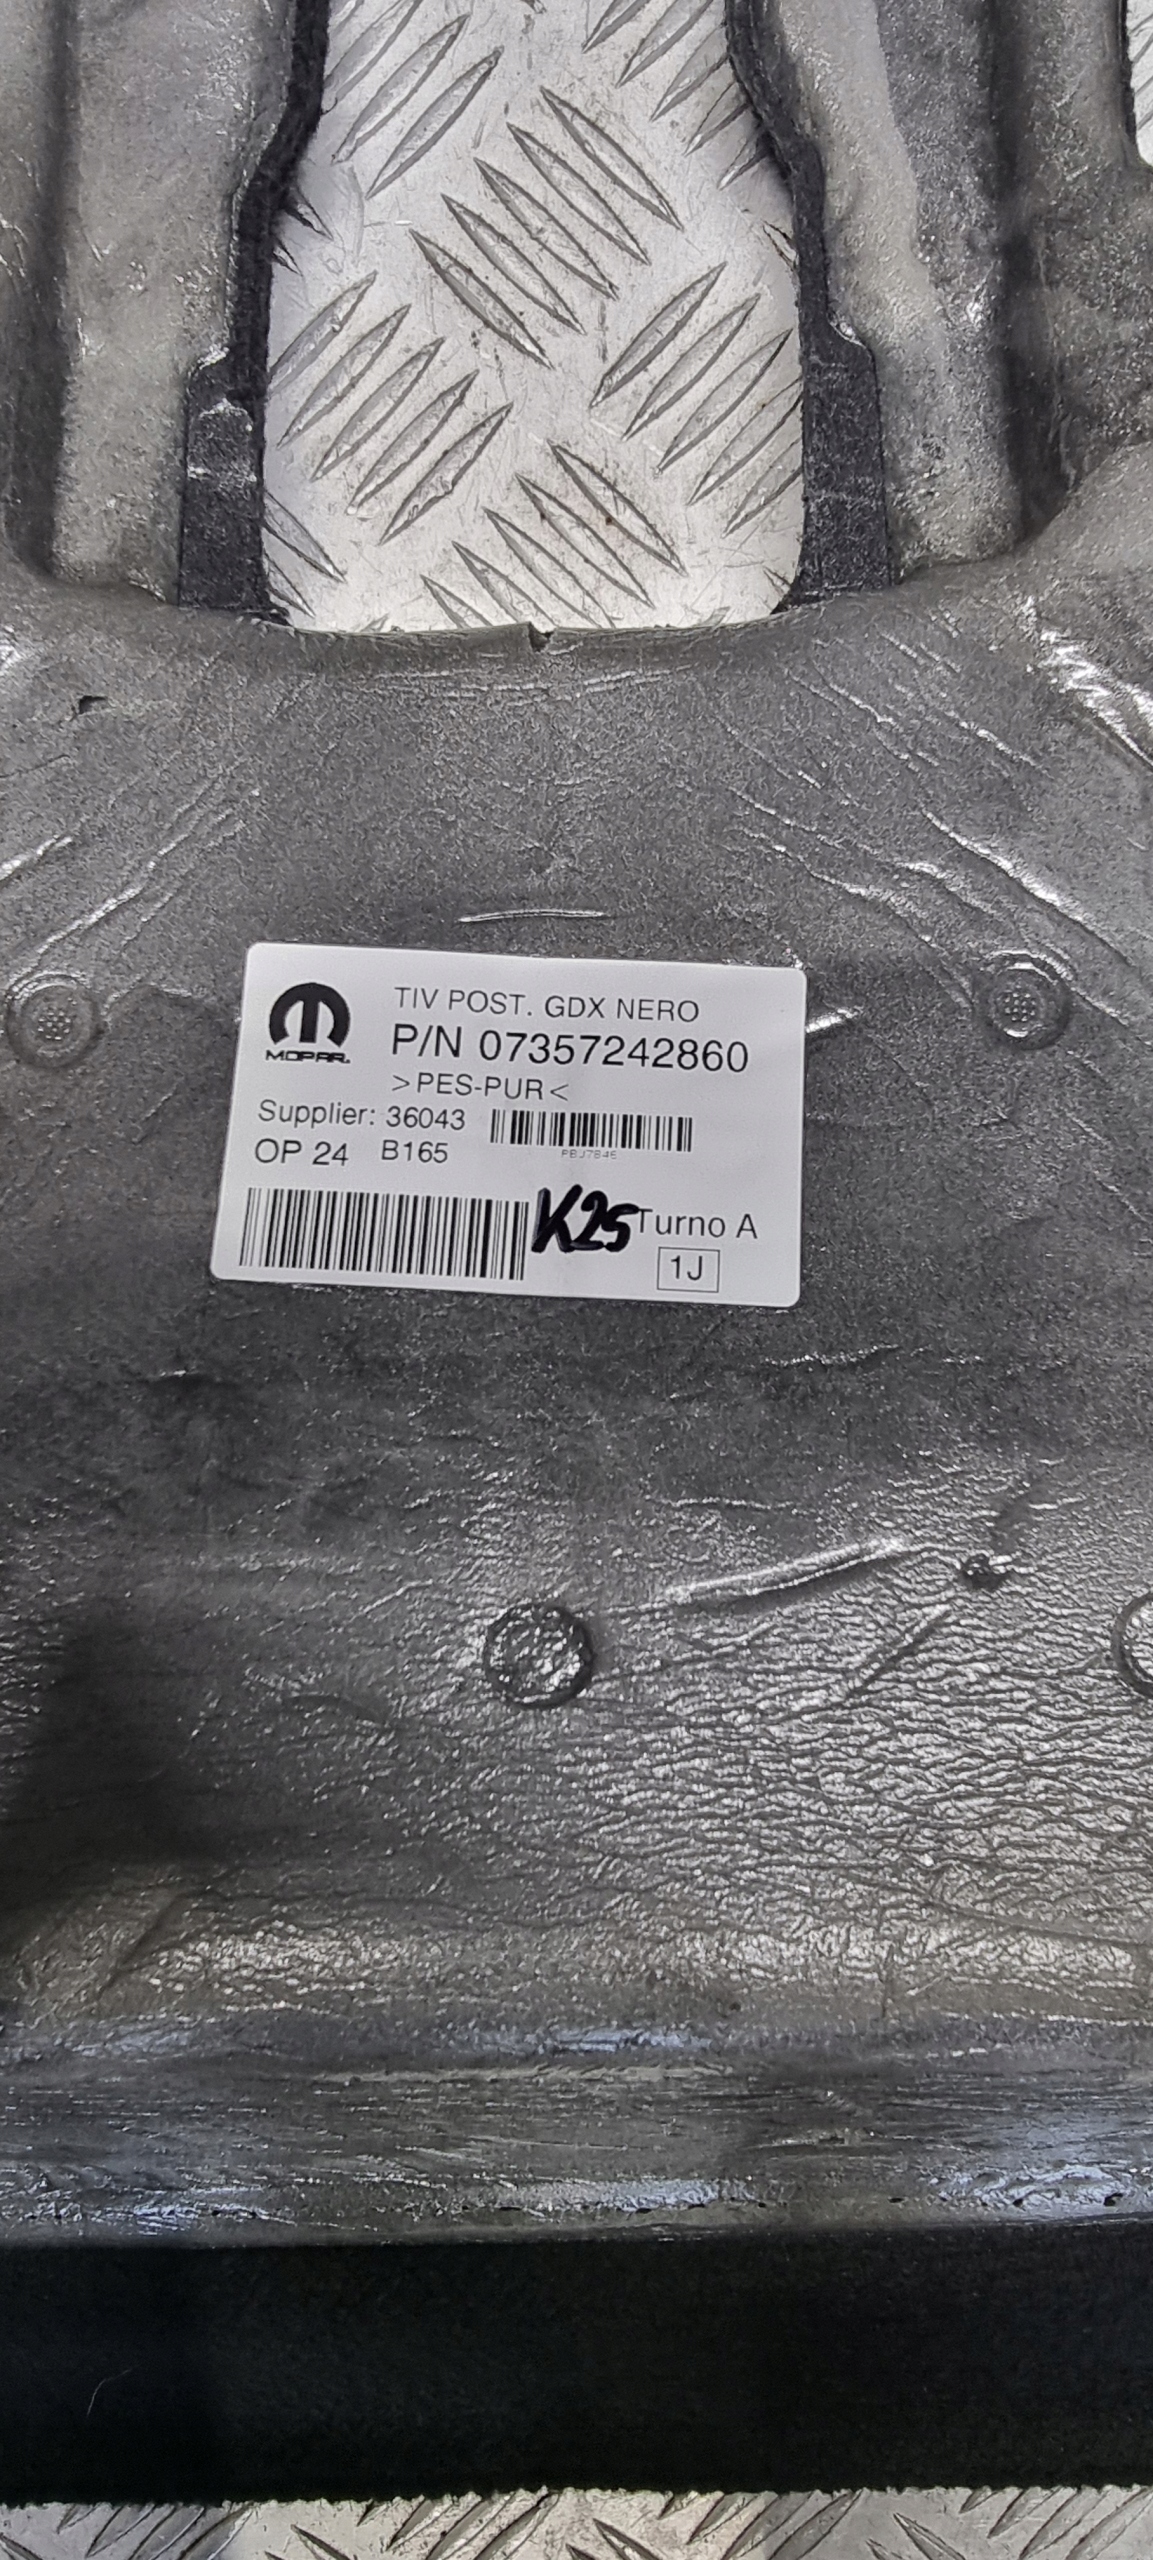 TIV POST. GDX NERO
MOPAR.
P/N 07357242860
>PES-PUR<
Supplier: 36043
OP 24 B165
K25 Turno A
1J